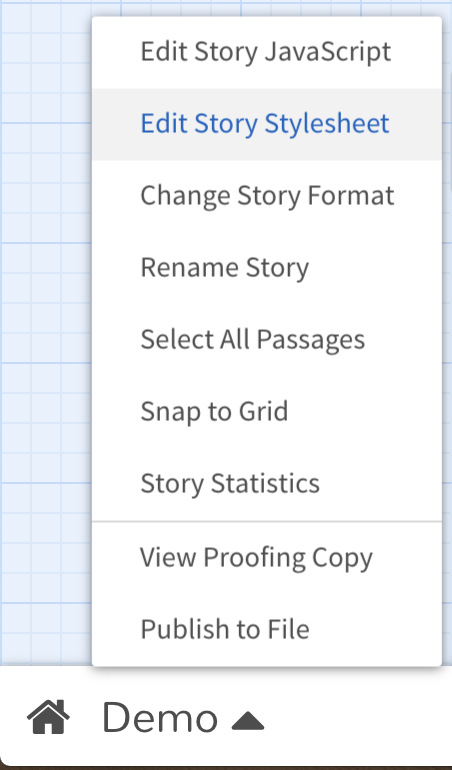 Edit Story JavaScript
Edit Story Stylesheet
Change Story Format
Rename Story
Select All Passages
Snap to Grid
Story Statistics
View Proofing Copy
Publish to File
Demo